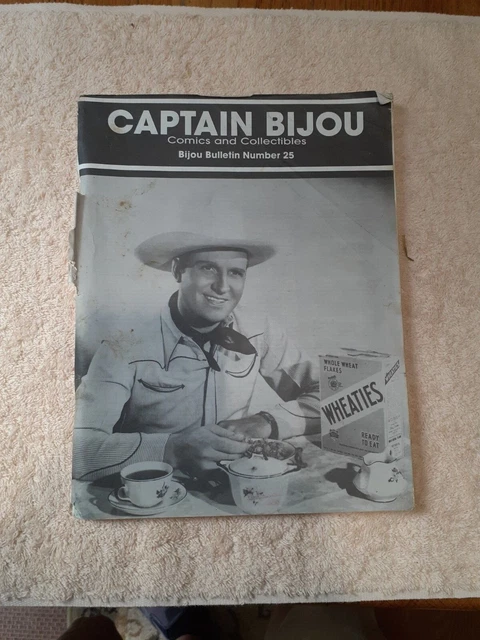 CAPTAIN BIJOU
Comics and Collectibles
Bijou Bulletin Number 25
WHOLE WHEAT
FLAKES
WHEATIES
READY
TO EAT